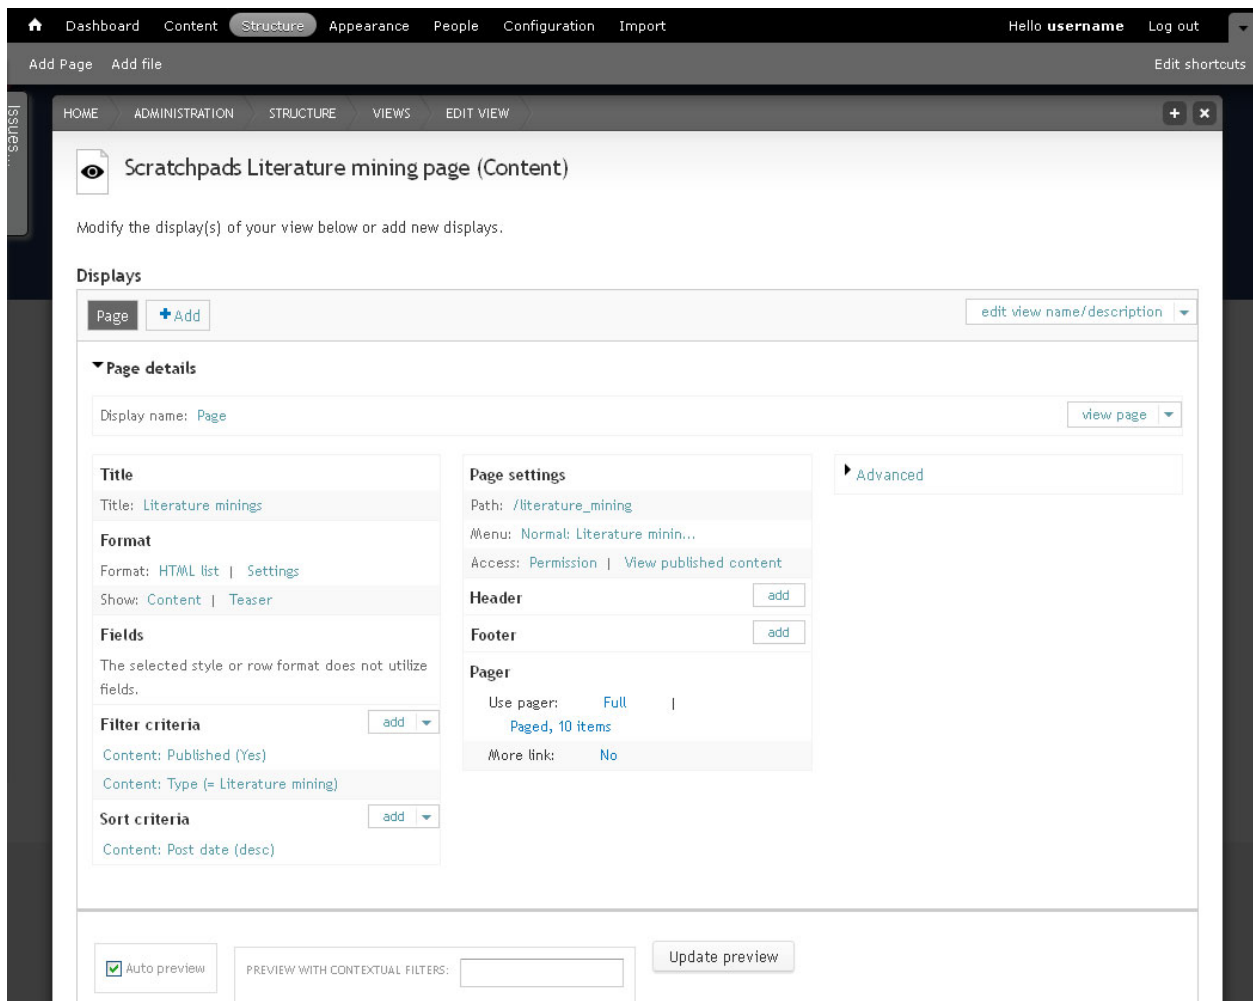 Dashboard Content Structure Appearance People Configuration Import Hello username Log out
Add Page Add file Edit shortcuts
Issues...
HOME ADMINISTRATION STRUCTURE VIEWS EDIT VIEW
Scratchpads Literature mining page (Content)
Modify the display(s) of your view below or add new displays.
Displays
Page Add edit view name/description
Page details
Display name: Page view page
Title
Title: Literature minings
Format
Format: HTML list | Settings
Show: Content | Teaser
Fields
The selected style or row format does not utilize
fields.
Filter criteria add
Content: Published (Yes)
Content: Type (= Literature mining)
Sort criteria add
Content: Post date (desc)
Page settings
Path: /literature_mining
Menu: Normal: Literature minin...
Access: Permission | View published content
Header add
Footer add
Pager
Use pager: Full |
Paged, 10 items
More link: No
Advanced
Auto preview PREVIEW WITH CONTEXTUAL FILTERS: Update preview